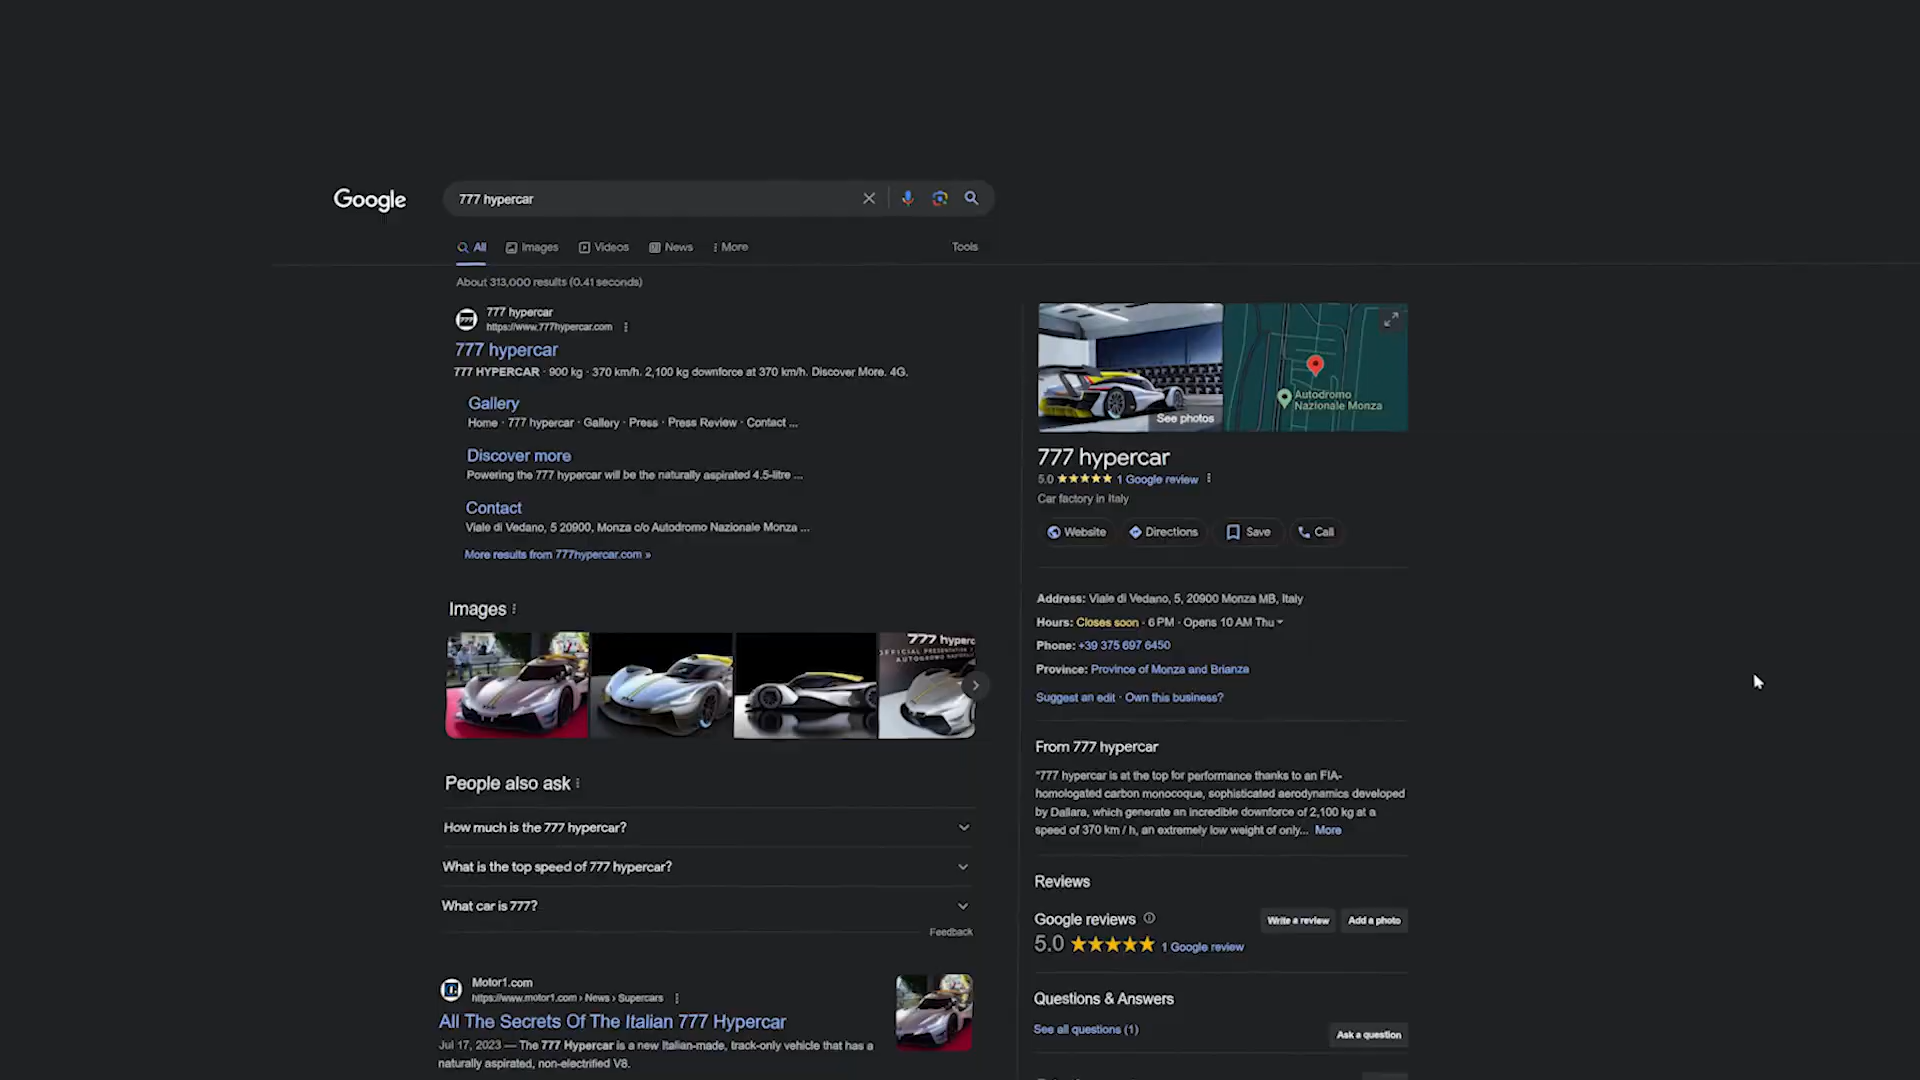 Google
777 hypercar
All
Images
Videos
News
More
Tools
About 313,000 results (0.41 seconds)
777 hypercar
https://www.777hypercar.com
777 hypercar
777 HYPERCAR · 900 kg · 370 km/h. 2,100 kg downforce at 370 km/h. Discover More. 4G.
Gallery
Home · 777 hypercar · Gallery · Press · Press Review · Contact ...
Discover more
Powering the 777 hypercar will be the naturally aspirated 4.5-litre ...
Contact
Viale di Vedano, 5 20900, Monza c/o Autodromo Nazionale Monza ...
More results from 777hypercar.com »
Images
777 hyperc
OFFICIAL PRESENTATION
AUTODROMO NAZIONAL
People also ask
How much is the 777 hypercar?
What is the top speed of 777 hypercar?
What car is 777?
Feedback
Motor1.com
https://www.motor1.com › News › Supercars
All The Secrets Of The Italian 777 Hypercar
Jul 17, 2023 — The 777 Hypercar is a new Italian-made, track-only vehicle that has a
naturally aspirated, non-electrified V8.
See photos
Autodromo
Nazionale Monza
777 hypercar
5.0 1 Google review
Car factory in Italy
Website
Directions
Save
Call
Address: Viale di Vedano, 5, 20900 Monza MB, Italy
Hours: Closes soon · 6 PM · Opens 10 AM Thu
Phone: +39 375 697 6450
Province: Province of Monza and Brianza
Suggest an edit · Own this business?
From 777 hypercar
"777 hypercar is at the top for performance thanks to an FIA-
homologated carbon monocoque, sophisticated aerodynamics developed
by Dallara, which generate an incredible downforce of 2,100 kg at a
speed of 370 km / h, an extremely low weight of only... More
Reviews
Google reviews
Write a review
Add a photo
5.0 1 Google review
Questions & Answers
See all questions (1)
Ask a question